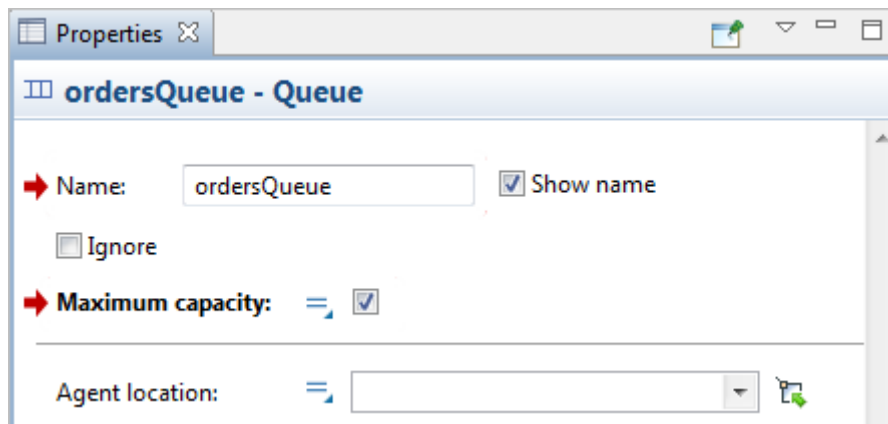 Properties
ordersQueue - Queue
Name: ordersQueue Show name
Ignore
Maximum capacity:
Agent location: